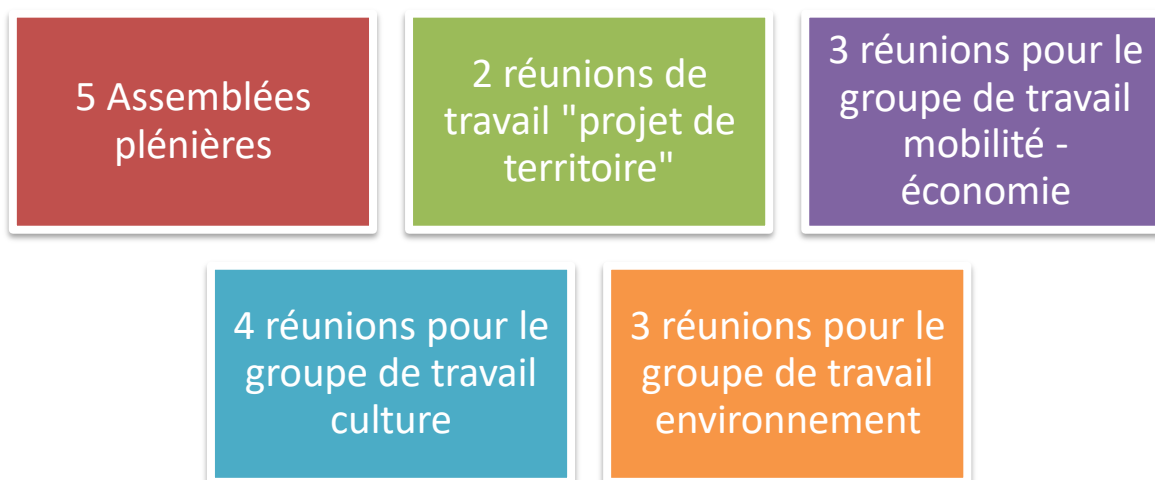 5 Assemblées
plénières
2 réunions de
travail "projet de
territoire"
3 réunions pour le
groupe de travail
mobilité -
économie
4 réunions pour le
groupe de travail
culture
3 réunions pour le
groupe de travail
environnement